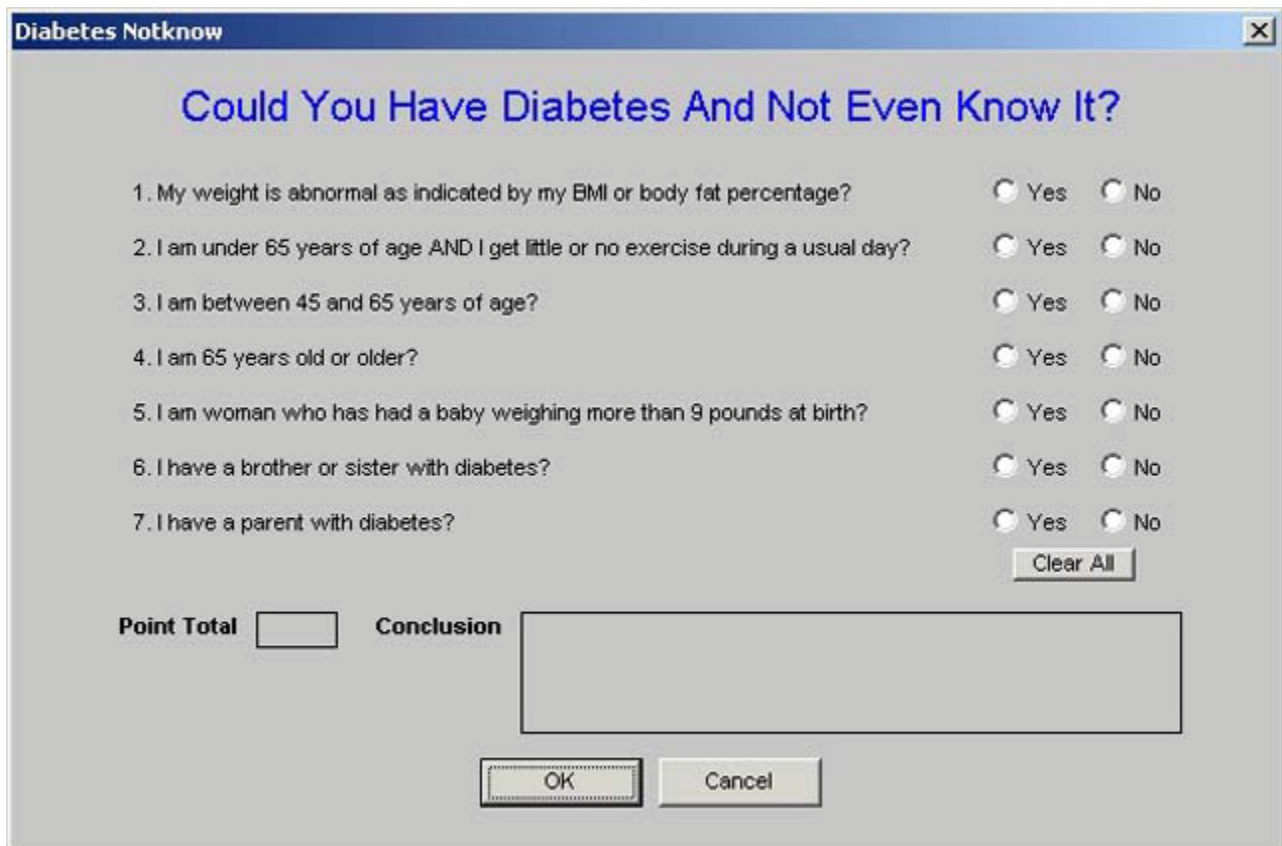 Diabetes Notknow
Could You Have Diabetes And Not Even Know It?
1. My weight is abnormal as indicated by my BMI or body fat percentage? Yes No
2. I am under 65 years of age AND I get little or no exercise during a usual day? Yes No
3. I am between 45 and 65 years of age? Yes No
4. I am 65 years old or older? Yes No
5. I am woman who has had a baby weighing more than 9 pounds at birth? Yes No
6. I have a brother or sister with diabetes? Yes No
7. I have a parent with diabetes? Yes No
Clear All
Point Total Conclusion
OK Cancel